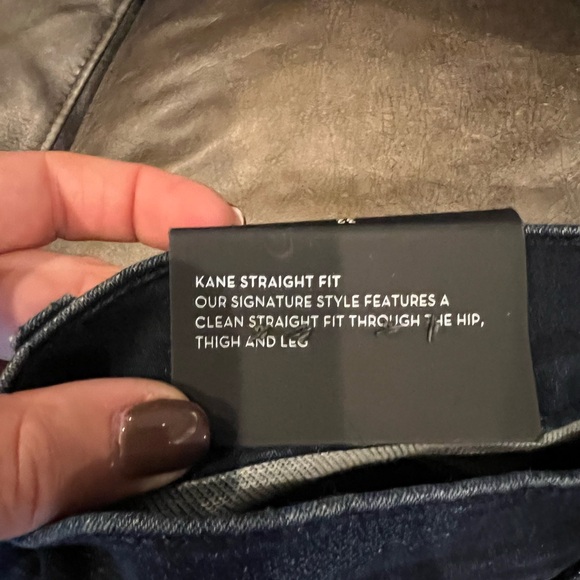 KANE STRAIGHT FIT
OUR SIGNATURE STYLE FEATURES A
CLEAN STRAIGHT FIT THROUGH THE HIP,
THIGH AND LEG